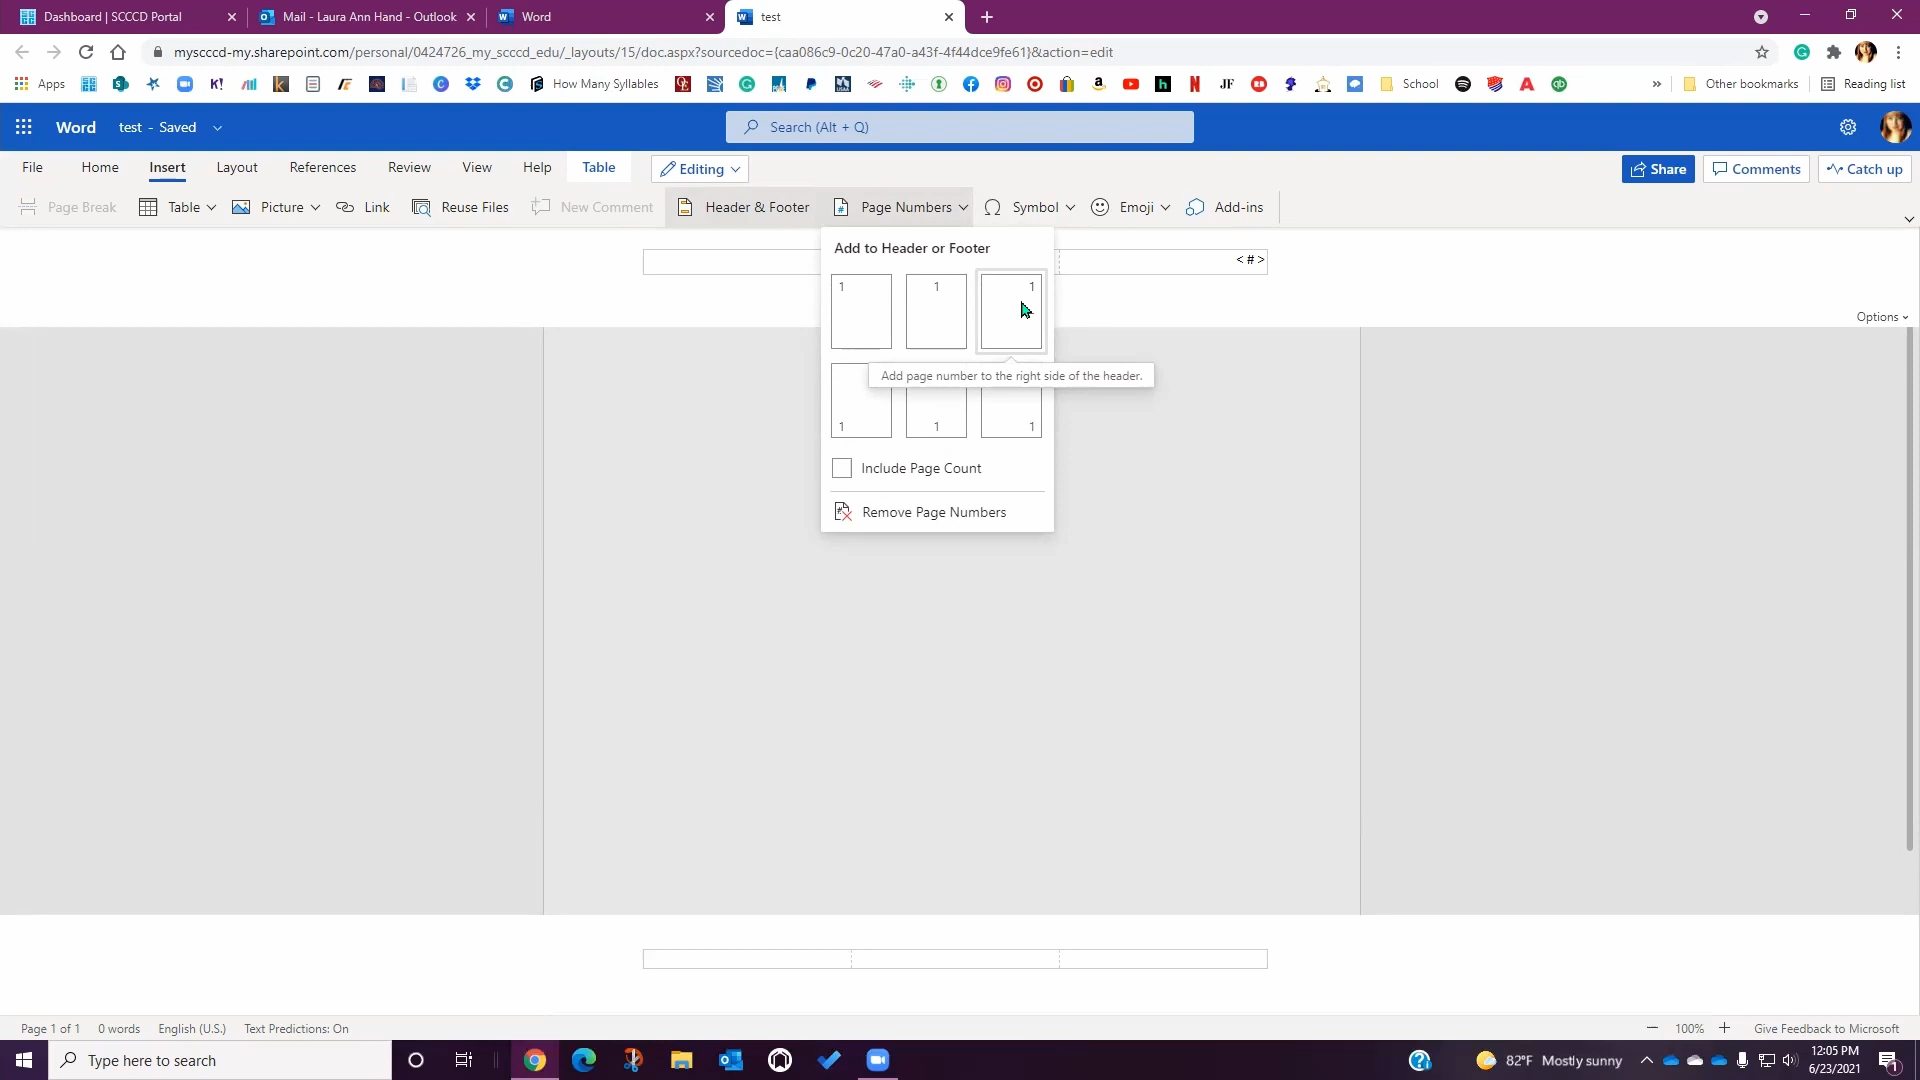 Dashboard | SCCCD Portal
Mail - Laura Ann Hand - Outlook
Word
test
myscccd-my.sharepoint.com/personal/0424726_my_scccd_edu/_layouts/15/doc.aspx?sourcedoc={caa086c9-0c20-47a0-a43f-4f44dce9fe61}&action=edit
Apps
How Many Syllables
School
Other bookmarks
Reading list
Word
test - Saved
Search (Alt + Q)
File
Home
Insert
Layout
References
Review
View
Help
Table
Editing
Share
Comments
Catch up
Page Break
Table
Picture
Link
Reuse Files
New Comment
Header & Footer
Page Numbers
Symbol
Emoji
Add-ins
Add to Header or Footer
< # >
1
1
1
Options
Add page number to the right side of the header.
1
1
1
Include Page Count
Remove Page Numbers
Page 1 of 1
0 words
English (U.S.)
Text Predictions: On
100%
Give Feedback to Microsoft
Type here to search
82°F Mostly sunny
12:05 PM
6/23/2021
1